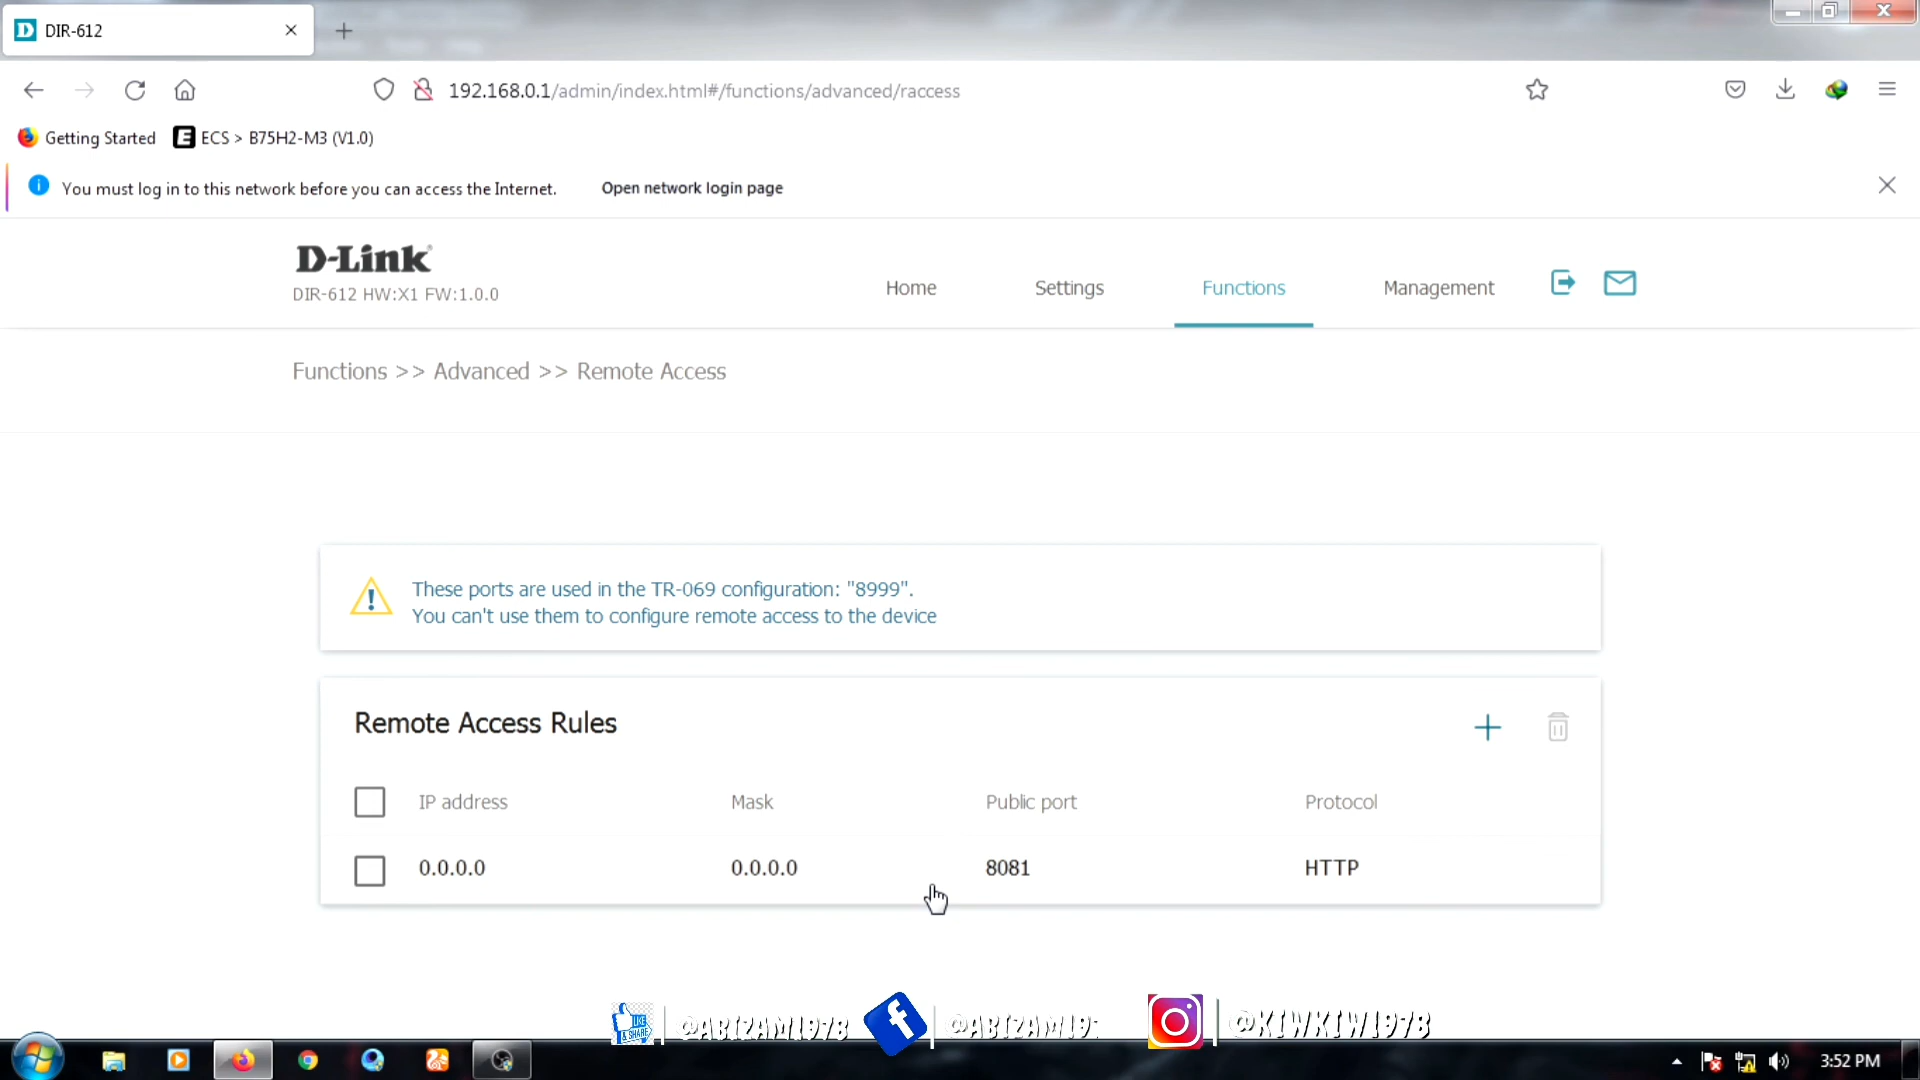 DIR-612
192.168.0.1/admin/index.html#/functions/advanced/raccess
Getting Started
E ECS > B75H2-M3 (V1.0)
You must log in to this network before you can access the Internet.
Open network login page
D-Link
DIR-612 HW:X1 FW:1.0.0
Home
Settings
Functions
Management
Functions >> Advanced >> Remote Access
These ports are used in the TR-069 configuration: "8999".
You can't use them to configure remote access to the device
Remote Access Rules
IP address
Mask
Public port
Protocol
0.0.0.0
0.0.0.0
8081
HTTP
LIKE
& SHARE
@ABIZAM1978
@ABIZAM197
@KIWKIW1978
3:52 PM